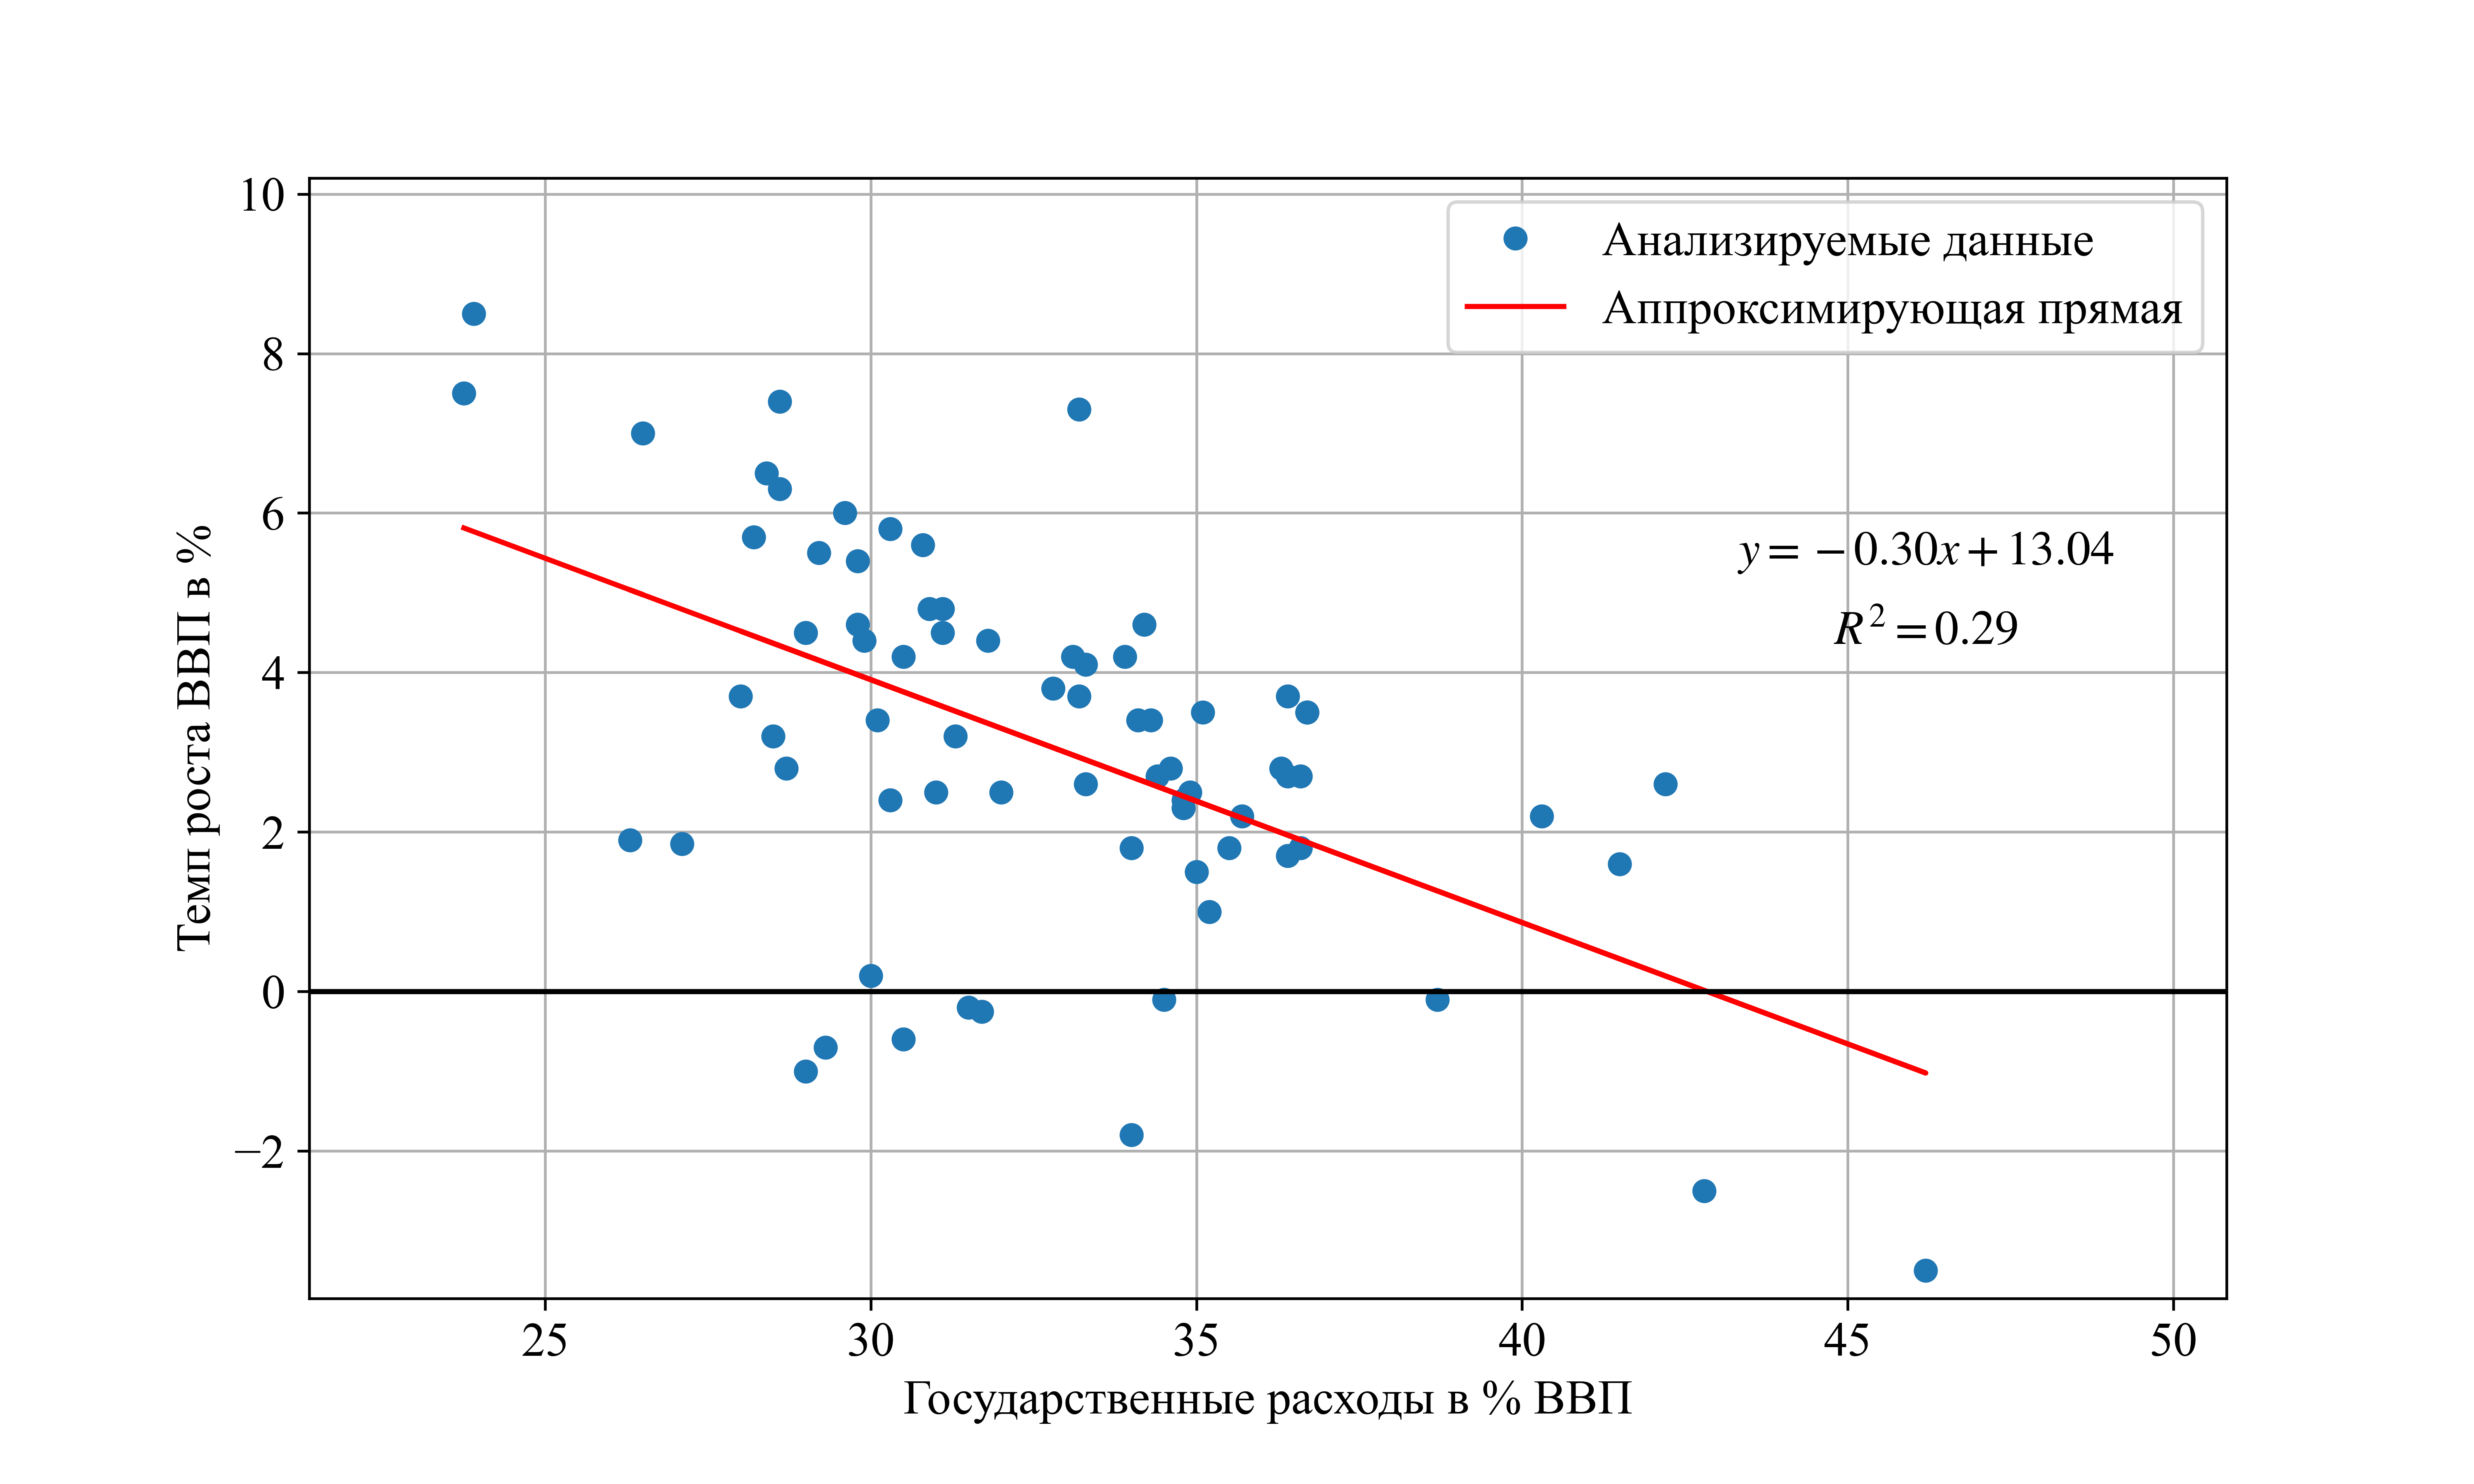 Анализируемые данные
Аппроксимирующая прямая
y = −0.30x + 13.04
R² = 0.29
Темп роста ВВП в %
10
8
6
4
2
0
−2
25 30 35 40 45 50
Государственные расходы в % ВВП